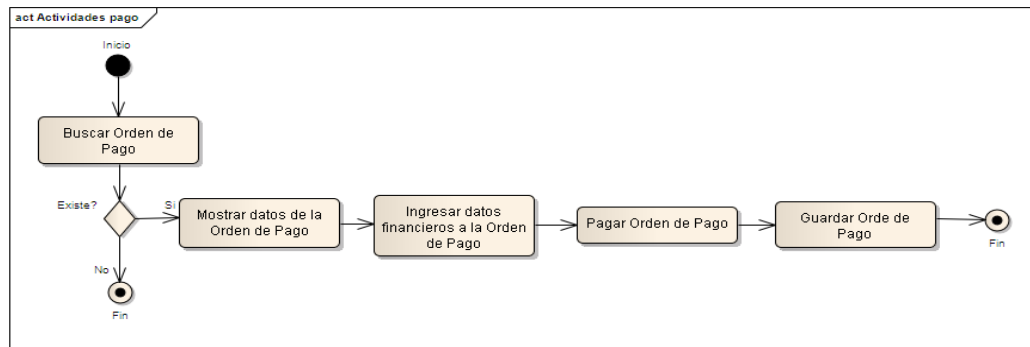 act Actividades pago
Inicio
Buscar Orden de
Pago
Existe?
Si
Mostrar datos de la
Orden de Pago
Ingresar datos
financieros a la Orden
de Pago
Pagar Orden de Pago
Guardar Orde de
Pago
Fin
No
Fin